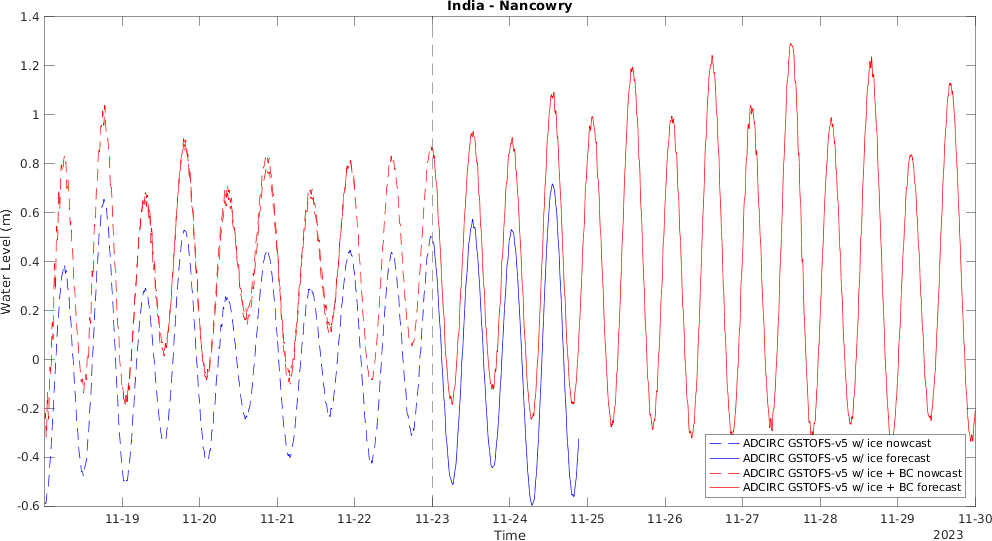 India - Nancowry
Water Level (m)
1.4
1.2
1
0.8
0.6
0.4
0.2
0
-0.2
-0.4
-0.6
ADCIRC GSTOFS-v5 w/ ice nowcast
ADCIRC GSTOFS-v5 w/ ice forecast
ADCIRC GSTOFS-v5 w/ ice + BC nowcast
ADCIRC GSTOFS-v5 w/ ice + BC forecast
11-19 11-20 11-21 11-22 11-23 11-24 11-25 11-26 11-27 11-28 11-29 11-30
Time
2023